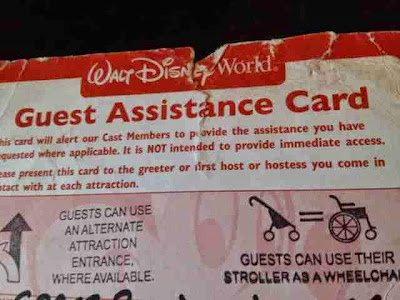 WALT DISNEY World
Guest Assistance Card
his card will alert our Cast Members to provide the assistance you have
quested where applicable. It is NOT intended to provide immediate access.
ease present this card to the greeter or first host or hostess you come in
tact with at each attraction.
GUESTS CAN USE
AN ALTERNATE
ATTRACTION
ENTRANCE,
WHERE AVAILABLE.
=
GUESTS CAN USE THEIR
STROLLER AS A WHEELCHAI